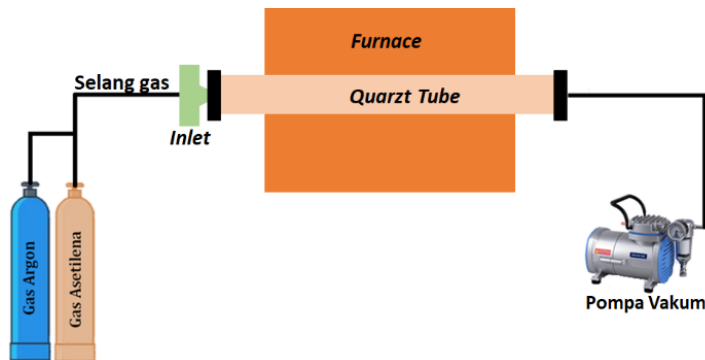 Furnace
Selang gas
Quarzt Tube
Inlet
Gas Argon
Gas Asetilena
Pompa Vakum